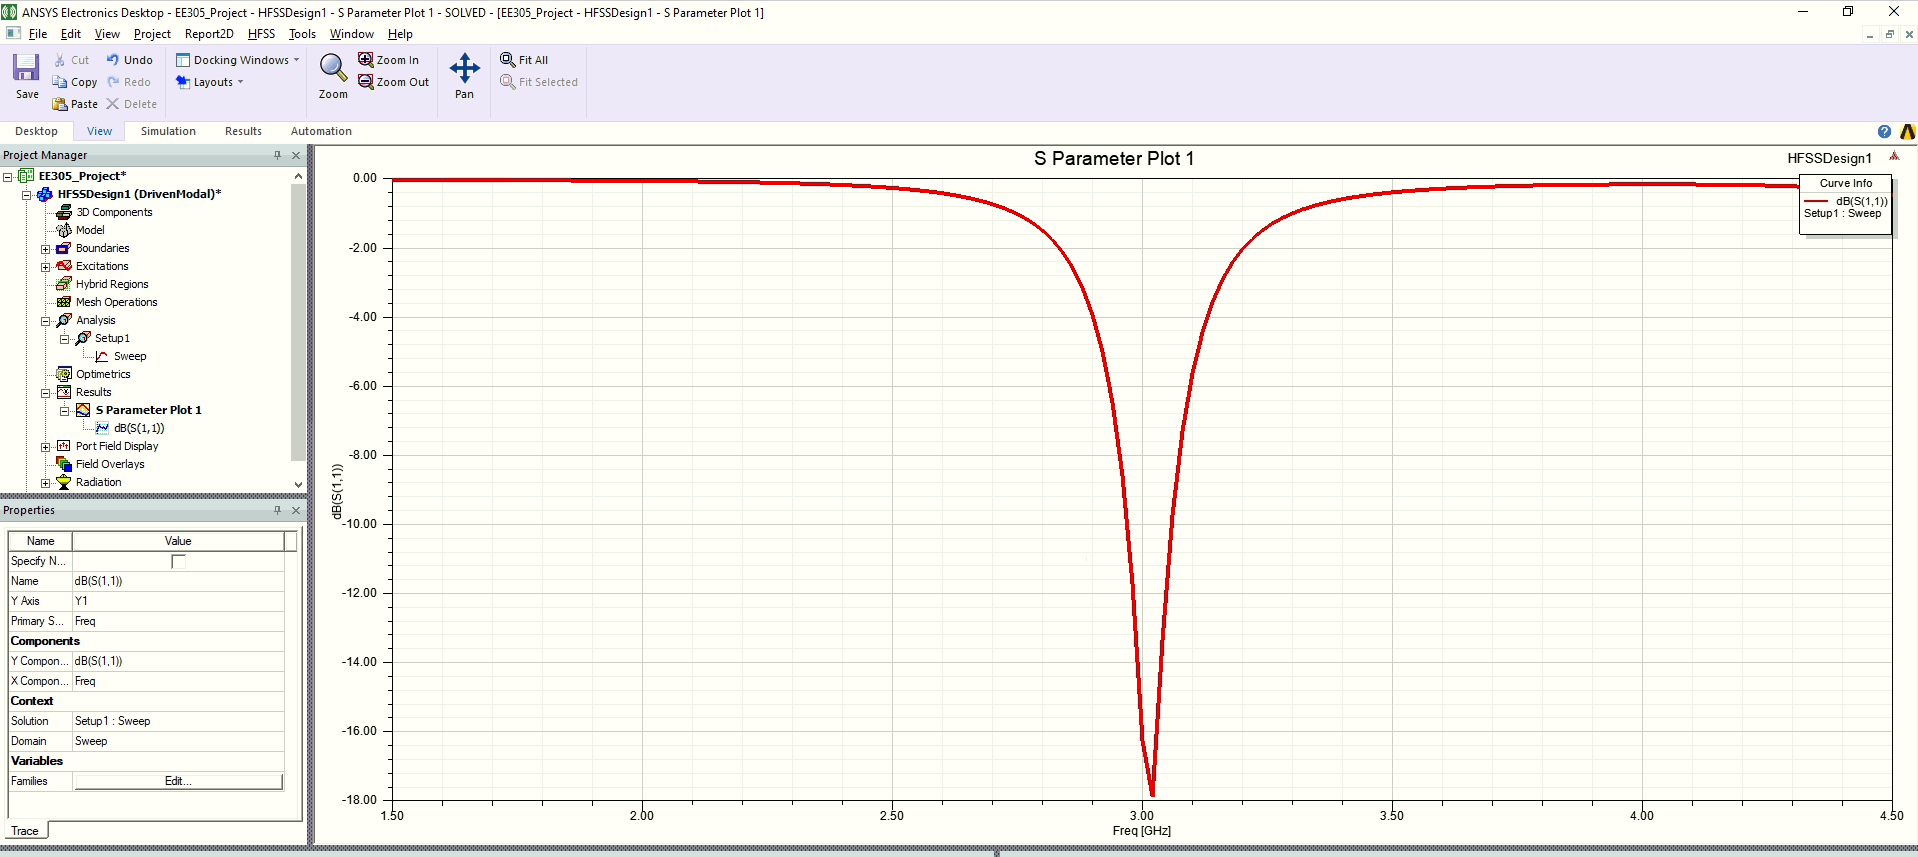 ANSYS Electronics Desktop - EE305_Project - HFSSDesign1 - S Parameter Plot 1 - SOLVED - [EE305_Project - HFSSDesign1 - S Parameter Plot 1]
File Edit View Project Report2D HFSS Tools Window Help
Save
Cut
Copy
Paste
Undo
Redo
Delete
Docking Windows
Layouts
Zoom
Zoom In
Zoom Out
Pan
Fit All
Fit Selected
Desktop View Simulation Results Automation
Project Manager
EE305_Project*
HFSSDesign1 (DrivenModal)*
3D Components
Model
Boundaries
Excitations
Hybrid Regions
Mesh Operations
Analysis
Setup1
Sweep
Optimetrics
Results
S Parameter Plot 1
dB(S(1,1))
Port Field Display
Field Overlays
Radiation
Properties
Name Value
Specify N...
Name dB(S(1,1))
Y Axis Y1
Primary S... Freq
Components
Y Compon... dB(S(1,1))
X Compon... Freq
Context
Solution Setup1 : Sweep
Domain Sweep
Variables
Families Edit...
Trace
S Parameter Plot 1
HFSSDesign1
Curve Info
dB(S(1,1))
Setup1 : Sweep
dB(S(1,1))
0.00
-2.00
-4.00
-6.00
-8.00
-10.00
-12.00
-14.00
-16.00
-18.00
1.50 2.00 2.50 3.00 3.50 4.00 4.50
Freq [GHz]